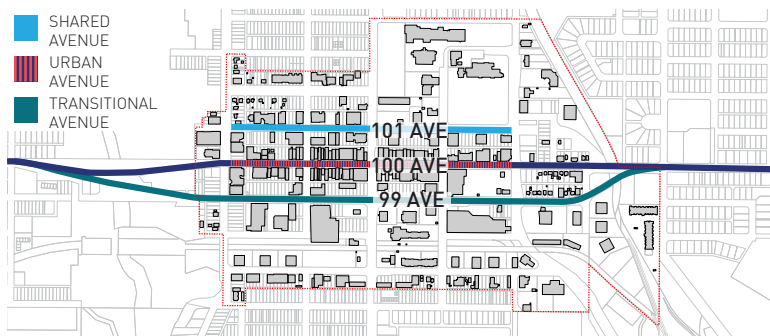 SHARED
AVENUE
URBAN
AVENUE
TRANSITIONAL
AVENUE
101 AVE
100 AVE
99 AVE